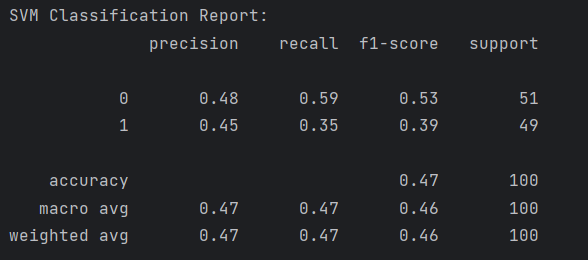 SVM Classification Report:
precision recall f1-score support
0 0.48 0.59 0.53 51
1 0.45 0.35 0.39 49
accuracy 0.47 100
macro avg 0.47 0.47 0.46 100
weighted avg 0.47 0.47 0.46 100